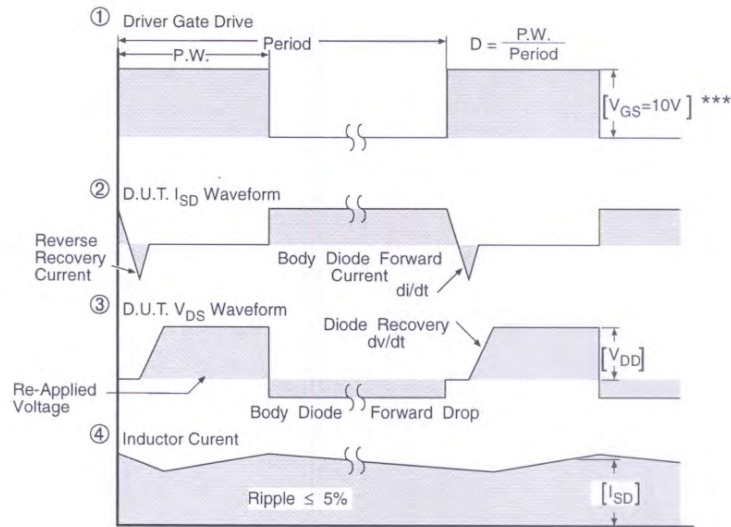 ① Driver Gate Drive
P.W.
Period
D = P.W.
Period
[VGS=10V] ***
② D.U.T. ISD Waveform
Reverse
Recovery
Current
Body Diode Forward
Current
di/dt
③ D.U.T. VDS Waveform
Diode Recovery
dv/dt
[VDD]
Re-Applied
Voltage
Body Diode Forward Drop
④ Inductor Curent
Ripple ≤ 5%
[ISD]